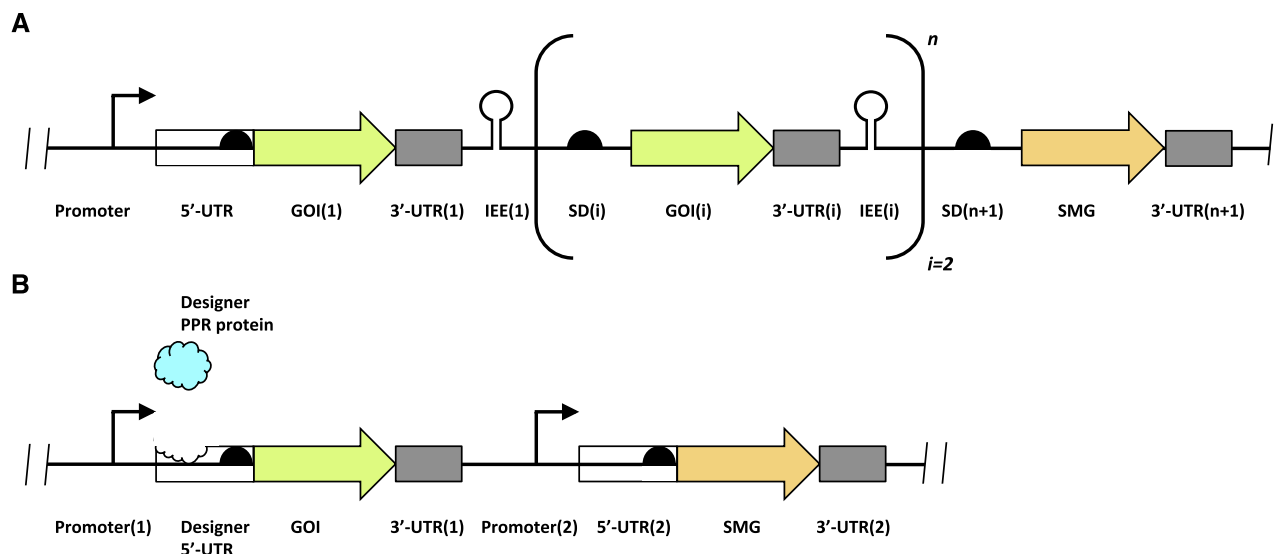 A
n
Promoter 5’-UTR GOI(1) 3’-UTR(1) IEE(1) SD(i) GOI(i) 3’-UTR(i) IEE(i) SD(n+1) SMG 3’-UTR(n+1)
i=2
B
Designer
PPR protein
Promoter(1) Designer GOI 3’-UTR(1) Promoter(2) 5’-UTR(2) SMG 3’-UTR(2)
5’-UTR